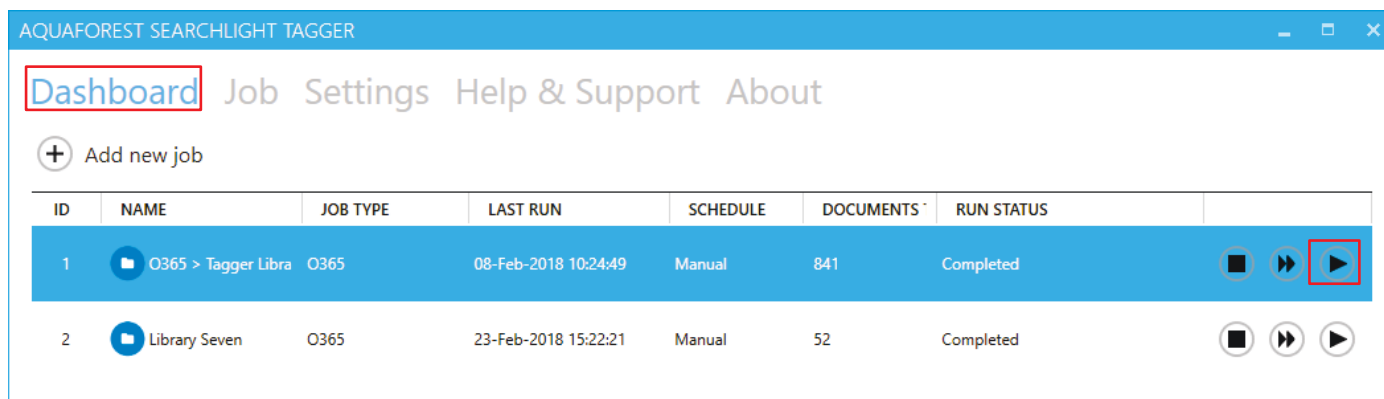 AQUAFOREST SEARCHLIGHT TAGGER
Dashboard Job Settings Help & Support About
Add new job
ID NAME JOB TYPE LAST RUN SCHEDULE DOCUMENTS RUN STATUS
1 O365 > Tagger Libra O365 08-Feb-2018 10:24:49 Manual 841 Completed
2 Library Seven O365 23-Feb-2018 15:22:21 Manual 52 Completed